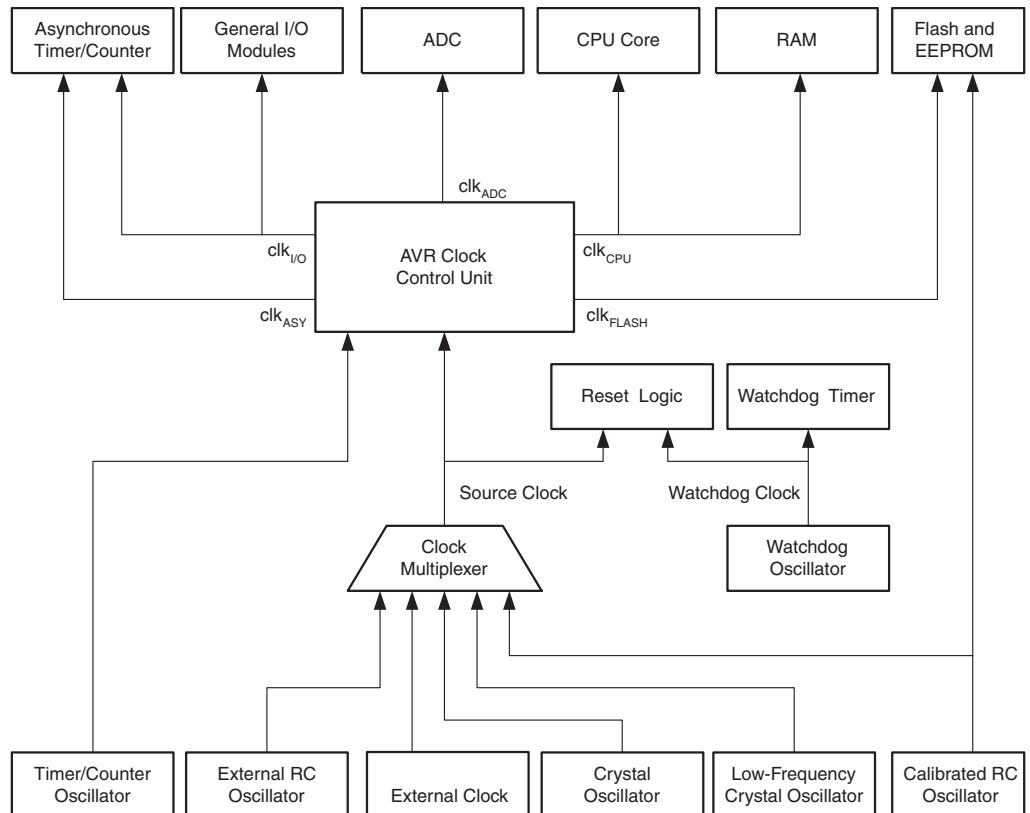 Asynchronous
Timer/Counter
General I/O
Modules
ADC
CPU Core
RAM
Flash and
EEPROM
clkADC
clkI/O
AVR Clock
Control Unit
clkCPU
clkASY
clkFLASH
Reset Logic
Watchdog Timer
Source Clock
Watchdog Clock
Clock
Multiplexer
Watchdog
Oscillator
Timer/Counter
Oscillator
External RC
Oscillator
External Clock
Crystal
Oscillator
Low-Frequency
Crystal Oscillator
Calibrated RC
Oscillator